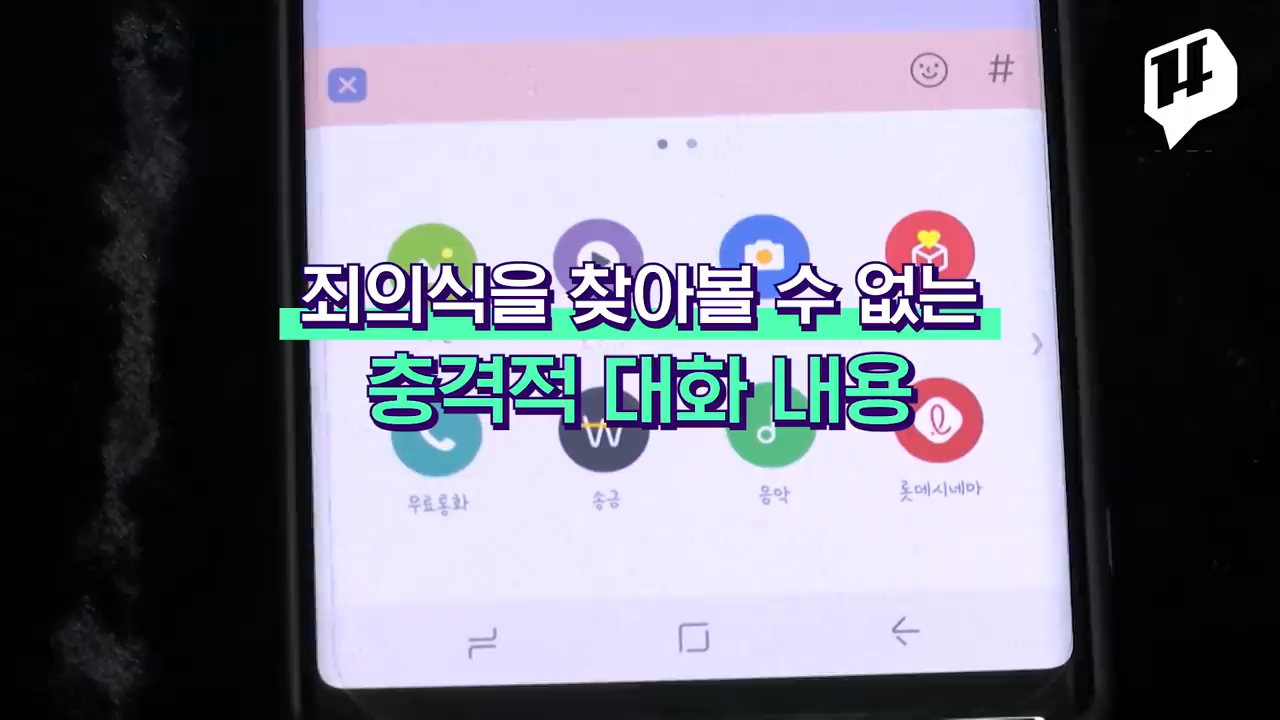 #
죄의식을 찾아볼 수 없는
충격적 대화 내용
무료통화
송금
음악
롯데시네마